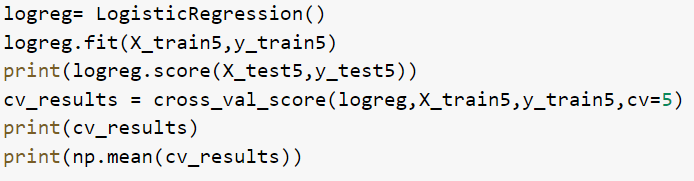 logreg= LogisticRegression()
logreg.fit(X_train5,y_train5)
print(logreg.score(X_test5,y_test5))
cv_results = cross_val_score(logreg,X_train5,y_train5,cv=5)
print(cv_results)
print(np.mean(cv_results))